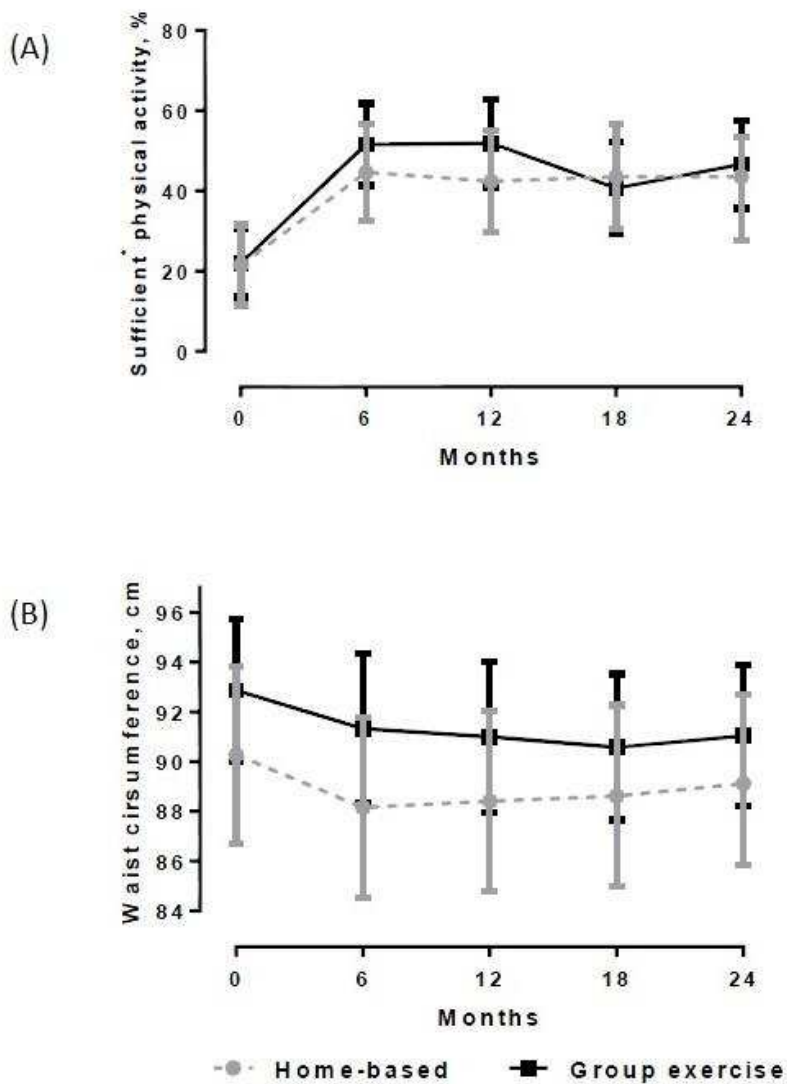 (A)
Sufficient* physical activity, %
80
60
40
20
0
0 6 12 18 24
Months
(B)
Waist cirsumference, cm
96
94
92
90
88
86
84
0 6 12 18 24
Months
Home-based Group exercise